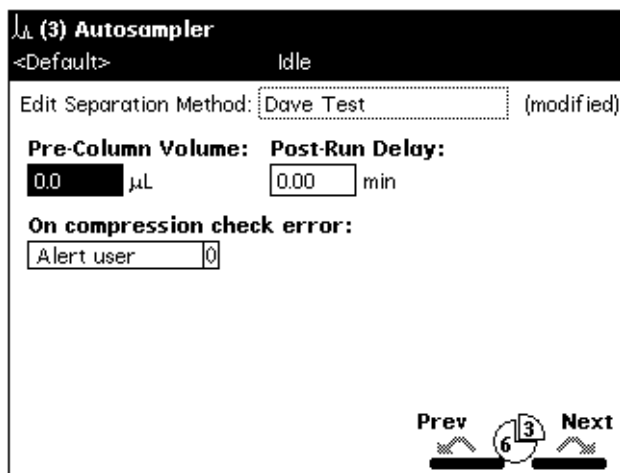 (3) Autosampler
<Default> Idle
Edit Separation Method: Dave Test (modified)
Pre-Column Volume: Post-Run Delay:
0.0 µL 0.00 min
On compression check error:
Alert user 0
Prev 6 3 Next